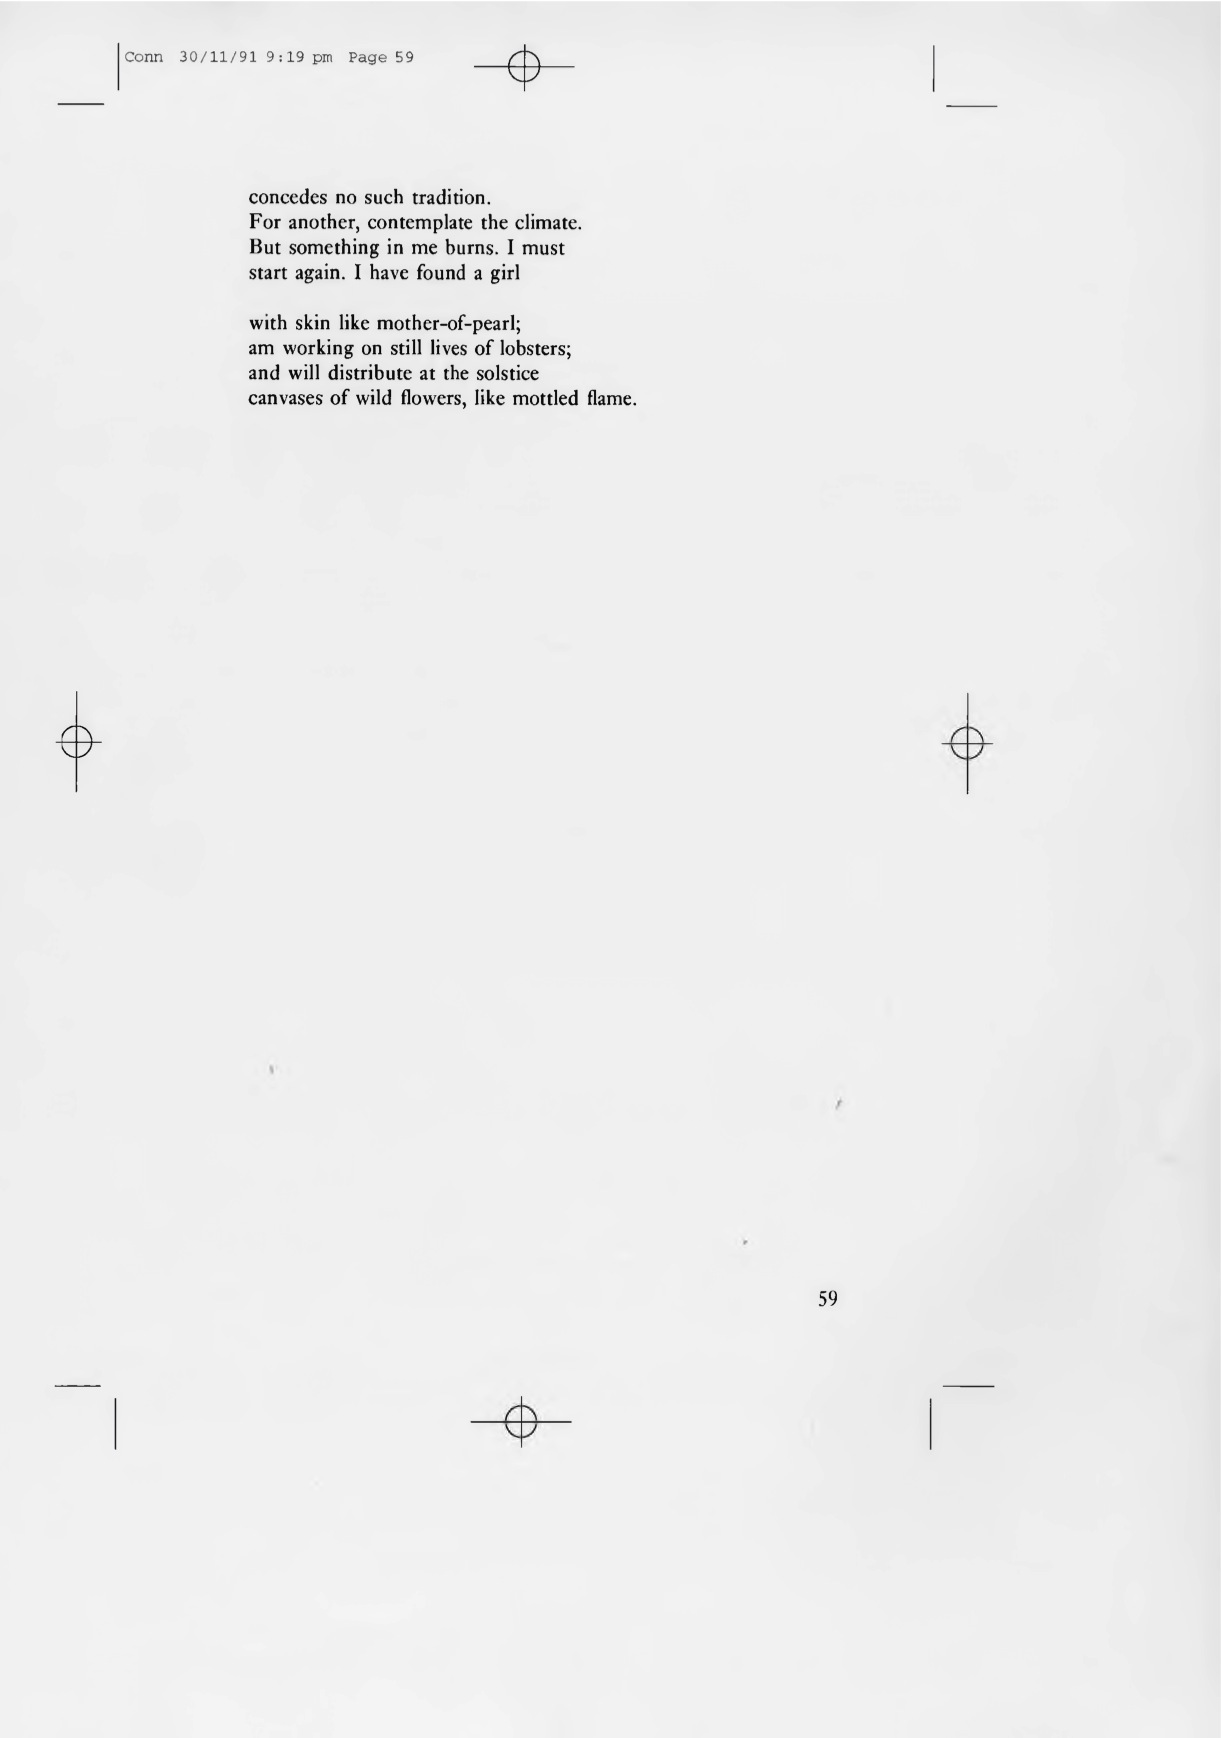 Conn 30/11/91 9:19 pm Page 59
concedes no such tradition.
For another, contemplate the climate.
But something in me burns. I must
start again. I have found a girl

with skin like mother-of-pearl;
am working on still lives of lobsters;
and will distribute at the solstice
canvases of wild flowers, like mottled flame.
59